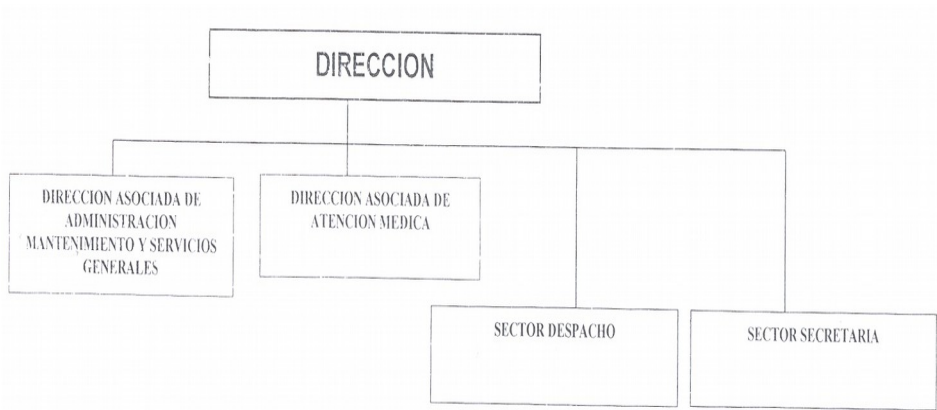 DIRECCION
DIRECCION ASOCIADA DE
ADMINISTRACION
MANTENIMIENTO Y SERVICIOS
GENERALES
DIRECCION ASOCIADA DE
ATENCION MEDICA
SECTOR DESPACHO
SECTOR SECRETARIA